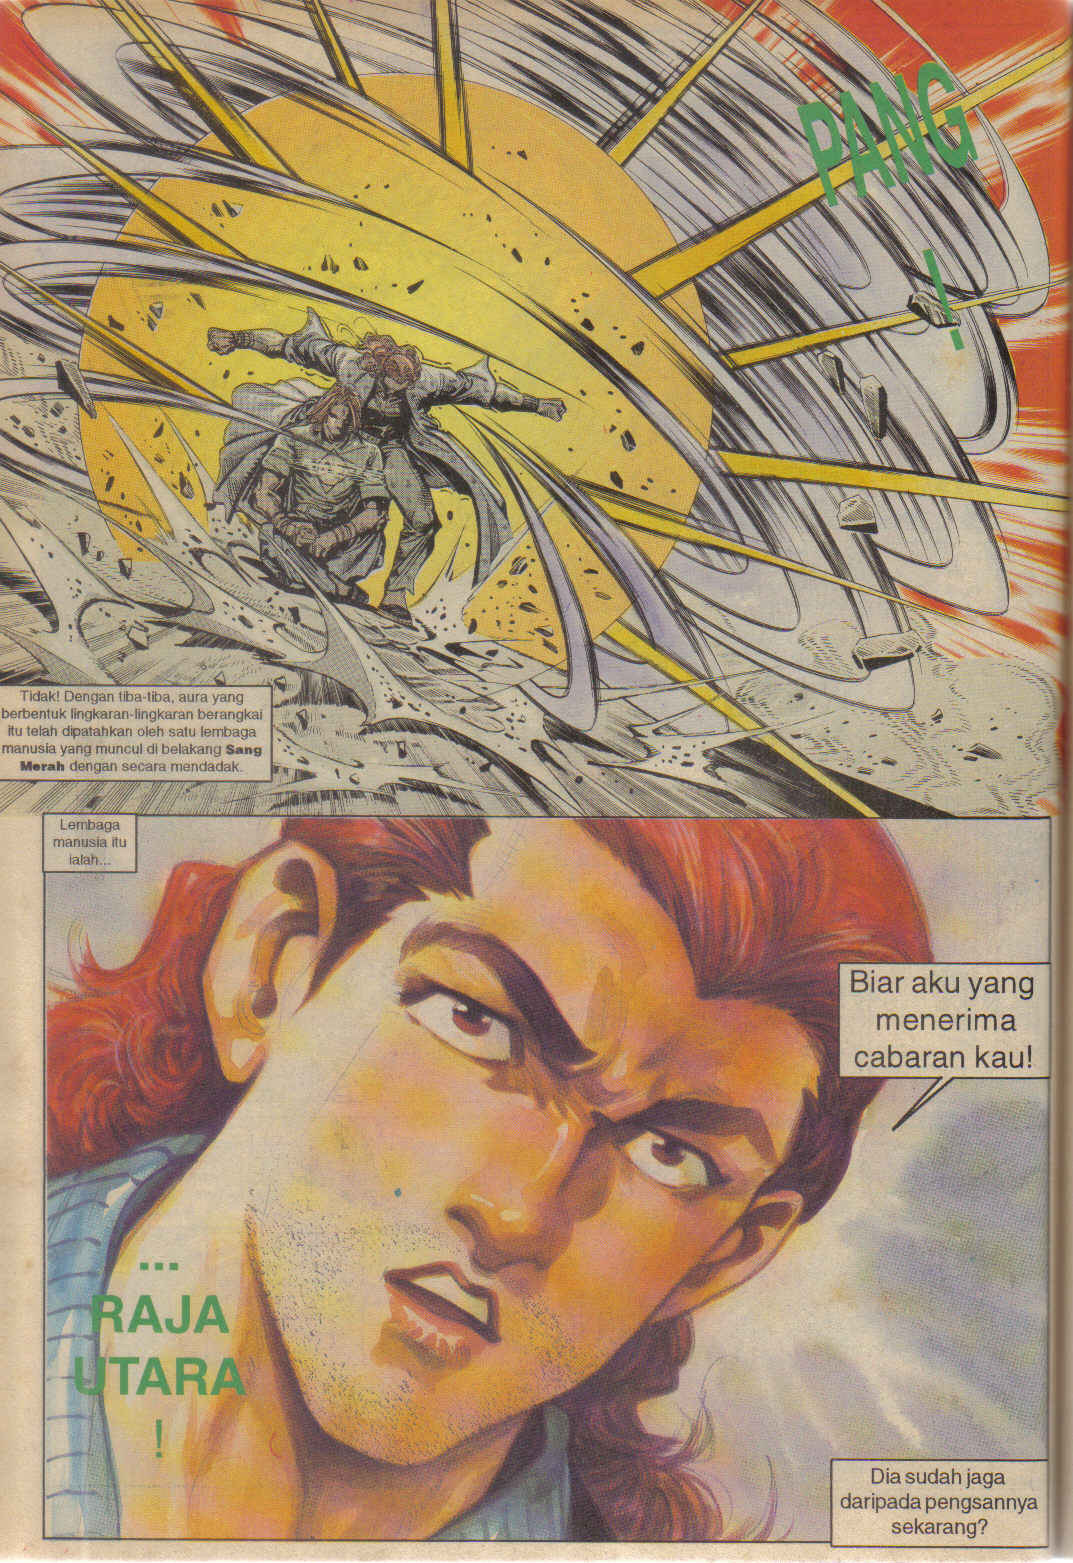 PANG
!
Tidak! Dengan tiba-tiba, aura yang
berbentuk lingkaran-lingkaran berangkai
itu telah dipatahkan oleh satu lembaga
manusia yang muncul di belakang Sang
Merah dengan secara mendadak.
Lembaga
manusia itu
ialah...
Biar aku yang
menerima
cabaran kau!
...
RAJA
UTARA
!
Dia sudah jaga
daripada pengsannya
sekarang?